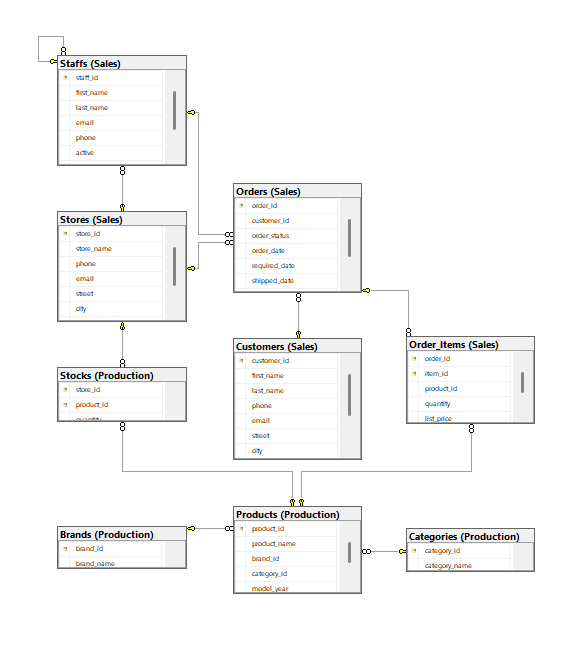 Staffs (Sales)
staff_id
first_name
last_name
email
phone
active
Stores (Sales)
store_id
store_name
phone
email
street
city
Stocks (Production)
store_id
product_id
quantity
Orders (Sales)
order_id
customer_id
order_status
order_date
required_date
shipped_date
Customers (Sales)
customer_id
first_name
last_name
phone
email
street
city
Order_Items (Sales)
order_id
item_id
product_id
quantity
list_price
Brands (Production)
brand_id
brand_name
Products (Production)
product_id
product_name
brand_id
category_id
model_year
Categories (Production)
category_id
category_name